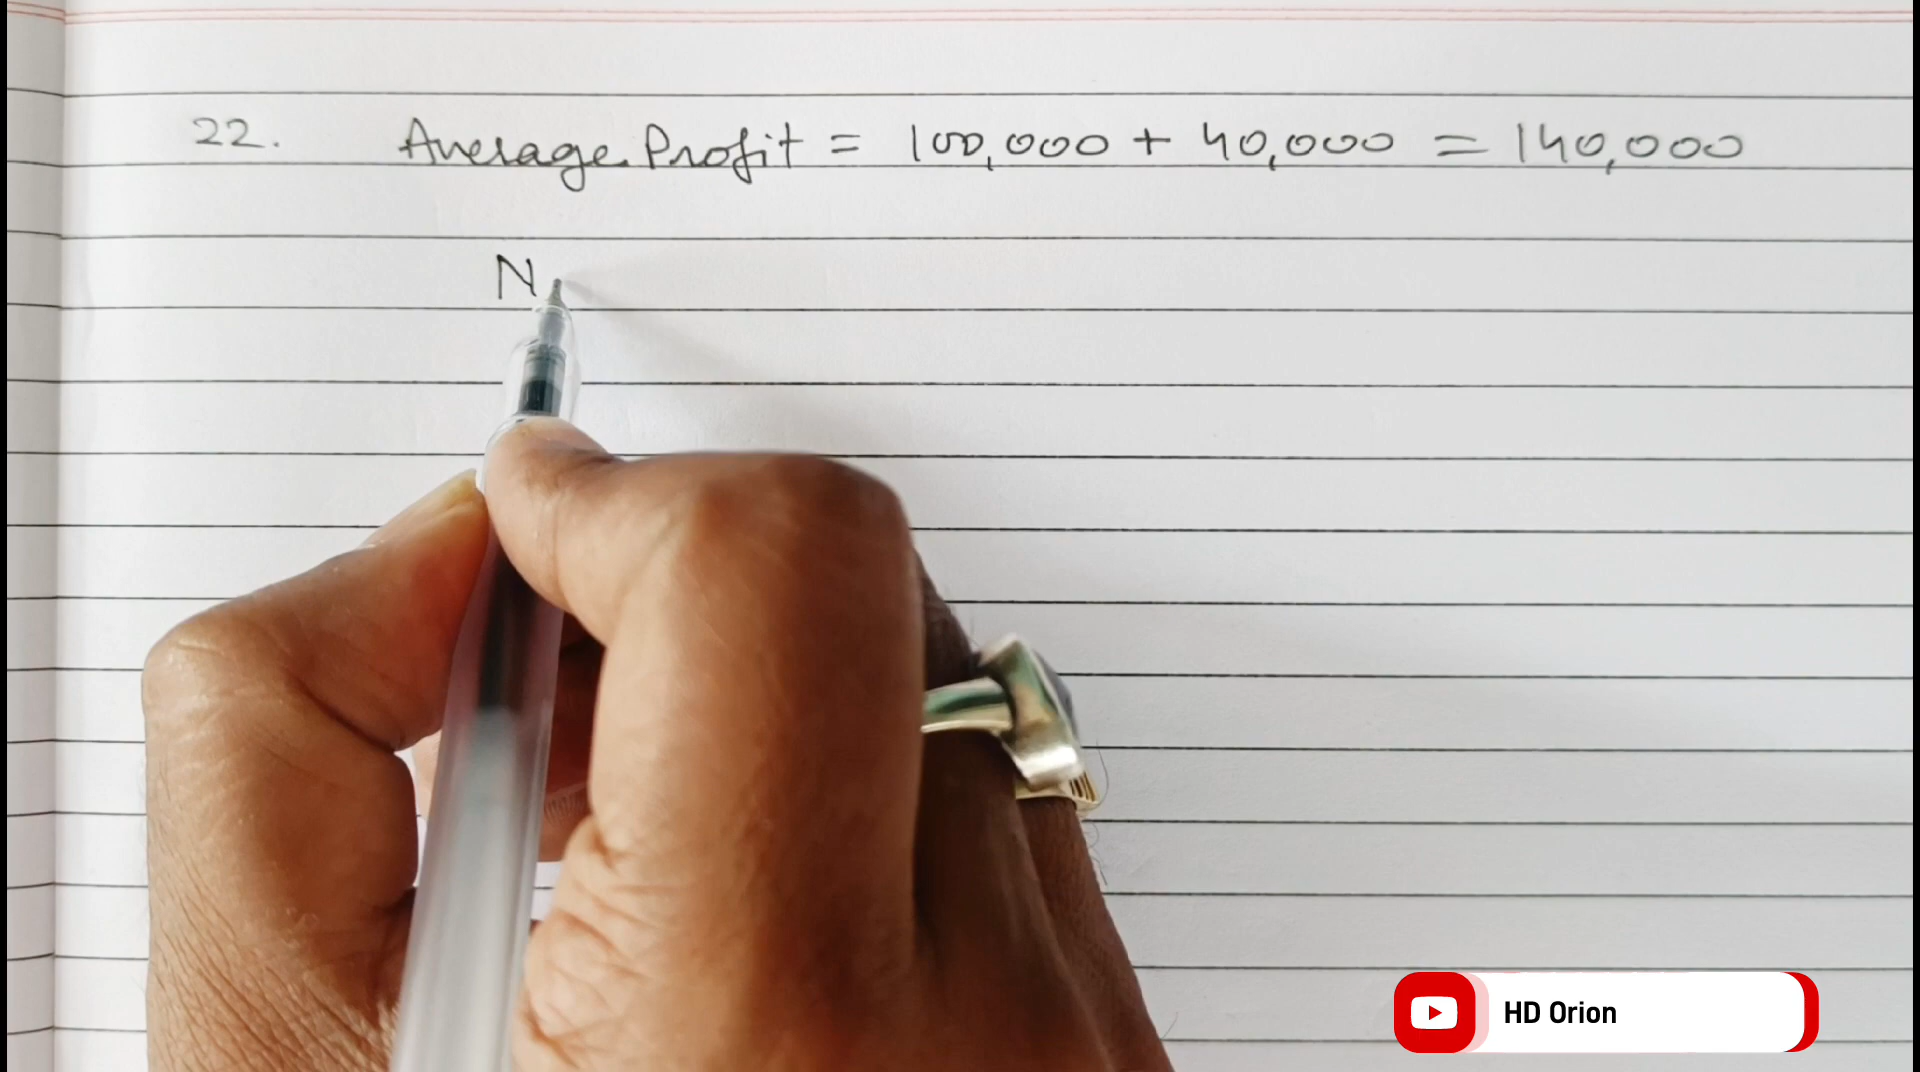 22. Average Profit = 100,000 + 40,000 = 140,000
N
HD Orion